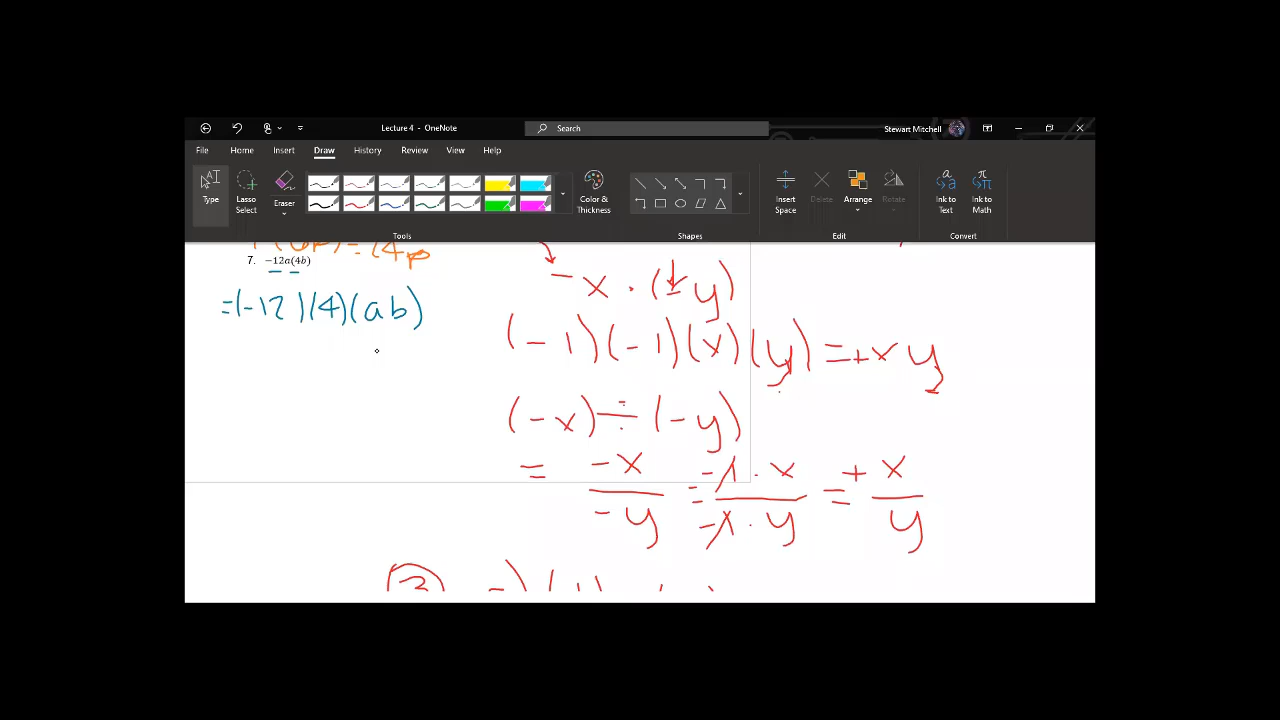 Lecture 4 - OneNote
Search
Stewart Mitchell
File Home Insert Draw History Review View Help
Type
Lasso Select
Eraser
Color & Thickness
Insert Space
Delete
Arrange
Rotate
Ink to Text
Ink to Math
Tools
Shapes
Edit
Convert
7. −12a(4b)
=(-12)(4)(ab)
- x · (- y)
(-1)(-1)(x)(y) = +xy
(-x) ÷ (-y)
= -x/-y = -1·x/-1·y = + x/y